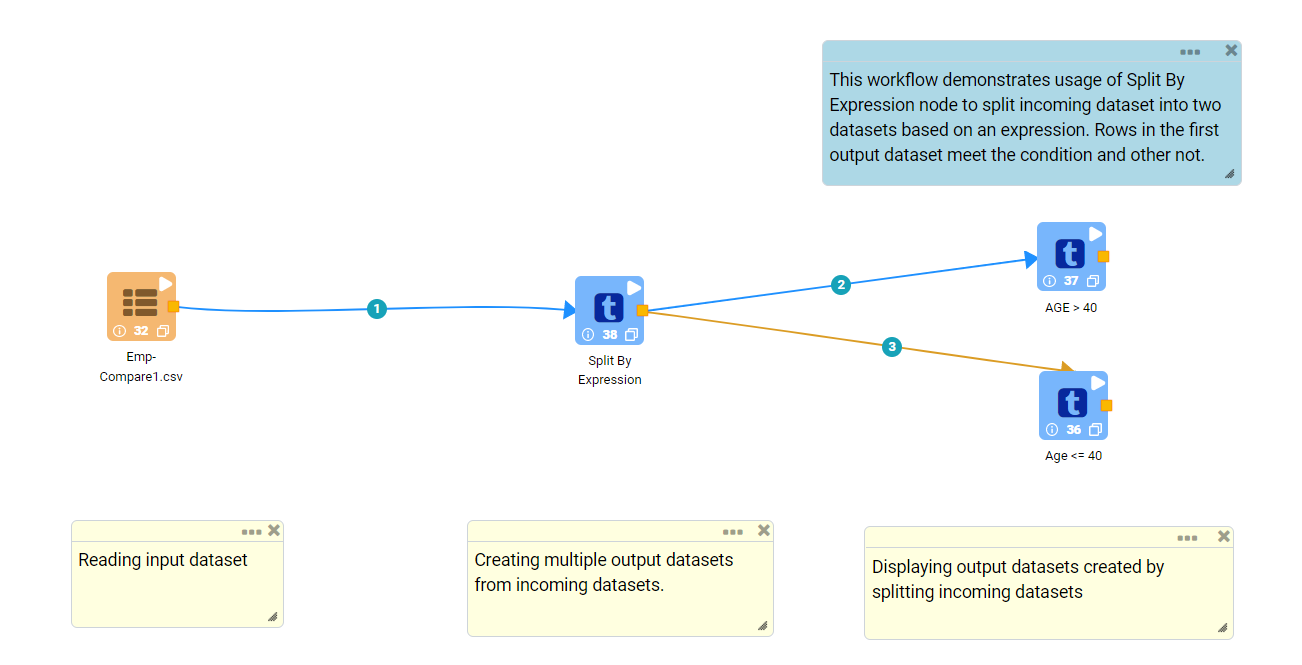 This workflow demonstrates usage of Split By
Expression node to split incoming dataset into two
datasets based on an expression. Rows in the first
output dataset meet the condition and other not.
t
37
AGE > 40
2
1
32
Emp-
Compare1.csv
t
38
Split By
Expression
3
t
36
Age <= 40
Reading input dataset
Creating multiple output datasets
from incoming datasets.
Displaying output datasets created by
splitting incoming datasets